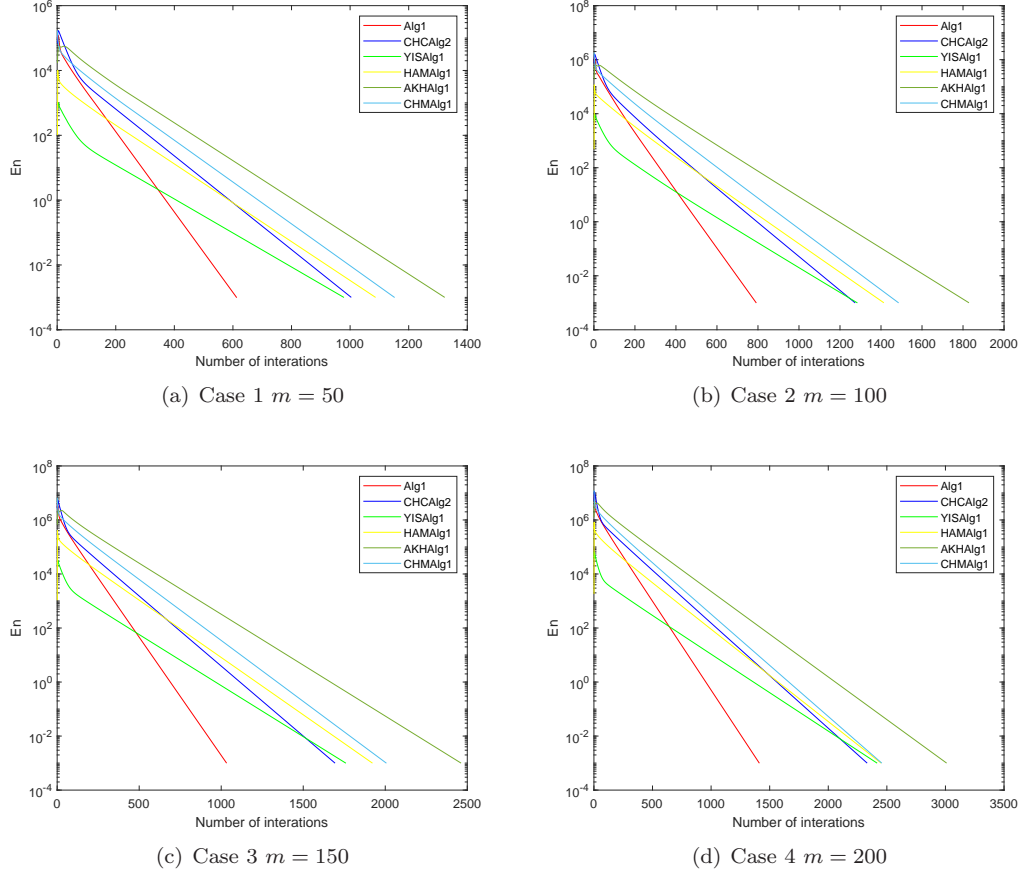 10^6
10^4
10^2
10^0
10^-2
10^-4
En
0 200 400 600 800 1000 1200 1400
Number of interations
Alg1
CHCAlg2
YISAlg1
HAMAlg1
AKHAlg1
CHMAlg1
(a) Case 1 m = 50
10^8
10^6
10^4
10^2
10^0
10^-2
10^-4
En
0 200 400 600 800 1000 1200 1400 1600 1800 2000
Number of interations
Alg1
CHCAlg2
YISAlg1
HAMAlg1
AKHAlg1
CHMAlg1
(b) Case 2 m = 100
10^8
10^6
10^4
10^2
10^0
10^-2
10^-4
En
0 500 1000 1500 2000 2500
Number of interations
Alg1
CHCAlg2
YISAlg1
HAMAlg1
AKHAlg1
CHMAlg1
(c) Case 3 m = 150
10^8
10^6
10^4
10^2
10^0
10^-2
10^-4
En
0 500 1000 1500 2000 2500 3000 3500
Number of interations
Alg1
CHCAlg2
YISAlg1
HAMAlg1
AKHAlg1
CHMAlg1
(d) Case 4 m = 200